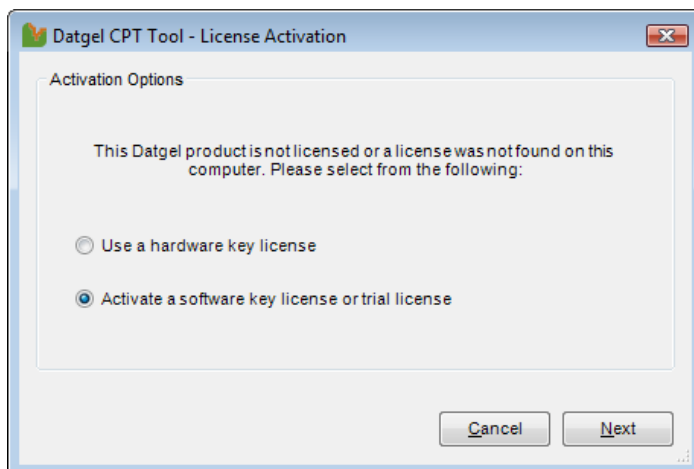 Datgel CPT Tool - License Activation
Activation Options
This Datgel product is not licensed or a license was not found on this
computer. Please select from the following:
Use a hardware key license
Activate a software key license or trial license
Cancel
Next